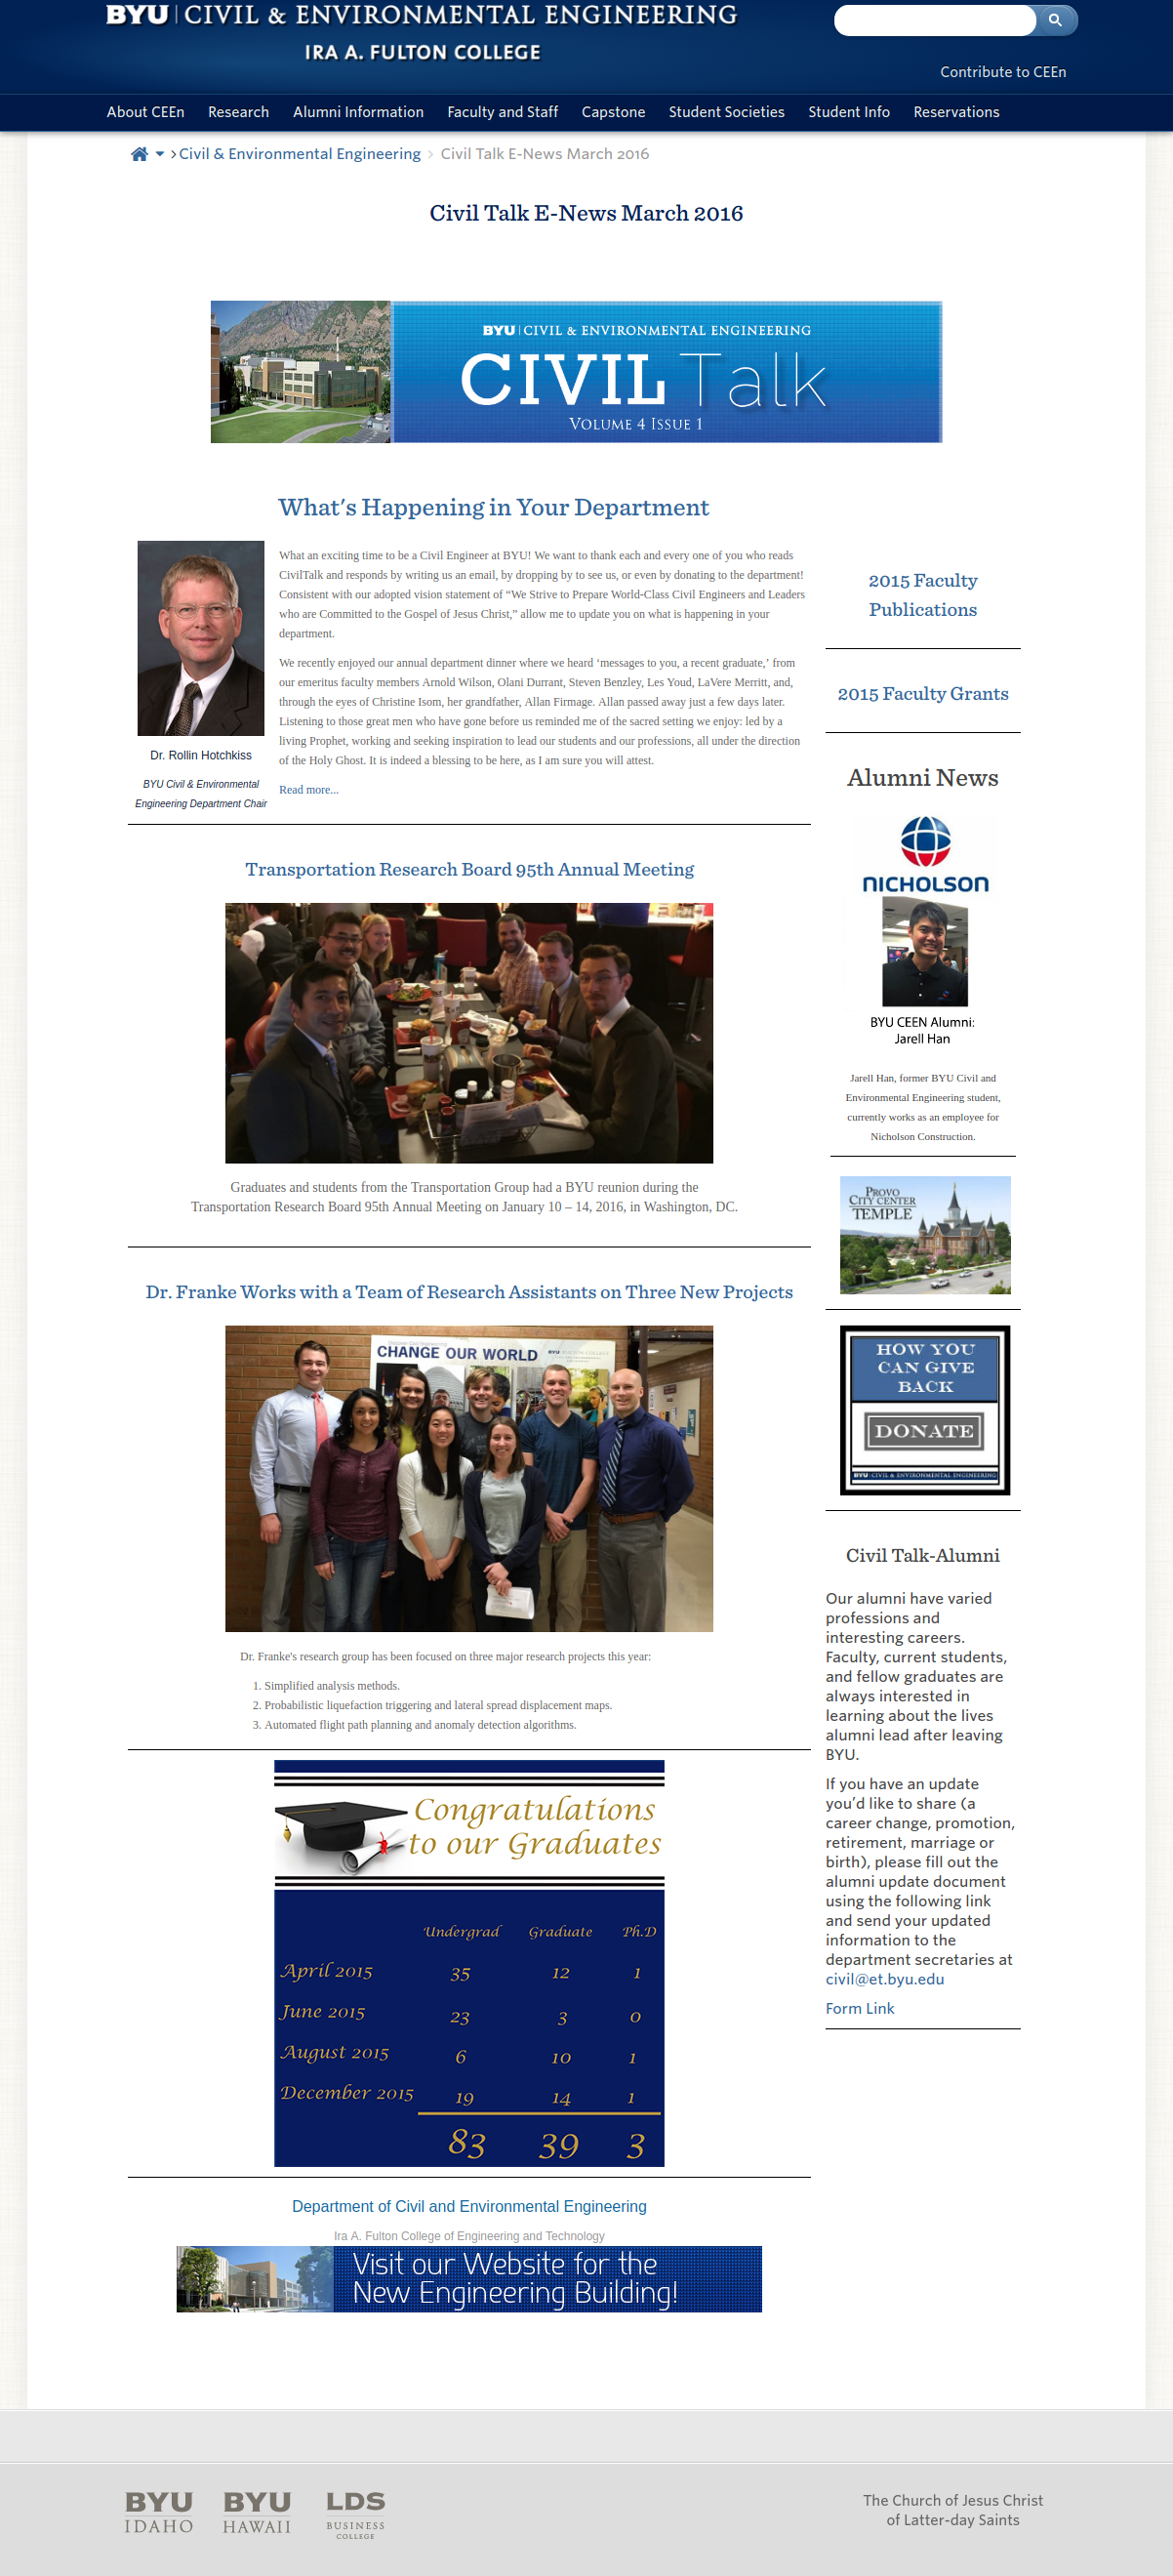 BYU | CIVIL & ENVIRONMENTAL ENGINEERING
IRA A. FULTON COLLEGE
Contribute to CEEn
About CEEn Research Alumni Information Faculty and Staff Capstone Student Societies Student Info Reservations
Civil & Environmental Engineering Civil Talk E-News March 2016
Civil Talk E-News March 2016
BYU | CIVIL & ENVIRONMENTAL ENGINEERING
CIVIL Talk
VOLUME 4 ISSUE 1
What's Happening in Your Department
What an exciting time to be a Civil Engineer at BYU! We want to thank each and every one of you who reads
CivilTalk and responds by writing us an email, by dropping by to see us, or even by donating to the department!
Consistent with our adopted vision statement of “We Strive to Prepare World-Class Civil Engineers and Leaders
who are Committed to the Gospel of Jesus Christ,” allow me to update you on what is happening in your
department.
We recently enjoyed our annual department dinner where we heard ‘messages to you, a recent graduate,’ from
our emeritus faculty members Arnold Wilson, Olani Durrant, Steven Benzley, Les Youd, LaVere Merritt, and,
through the eyes of Christine Isom, her grandfather, Allan Firmage. Allan passed away just a few days later.
Listening to those great men who have gone before us reminded me of the sacred setting we enjoy: led by a
living Prophet, working and seeking inspiration to lead our students and our professions, all under the direction
of the Holy Ghost. It is indeed a blessing to be here, as I am sure you will attest.
Read more...
Dr. Rollin Hotchkiss
BYU Civil & Environmental
Engineering Department Chair
Transportation Research Board 95th Annual Meeting
Graduates and students from the Transportation Group had a BYU reunion during the
Transportation Research Board 95th Annual Meeting on January 10 – 14, 2016, in Washington, DC.
Dr. Franke Works with a Team of Research Assistants on Three New Projects
CHANGE OUR WORLD
Dr. Franke's research group has been focused on three major research projects this year:
1. Simplified analysis methods.
2. Probabilistic liquefaction triggering and lateral spread displacement maps.
3. Automated flight path planning and anomaly detection algorithms.
Congratulations
to our Graduates
Undergrad Graduate Ph.D
April 2015 35 12 1
June 2015 23 3 0
August 2015 6 10 1
December 2015 19 14 1
83 39 3
Department of Civil and Environmental Engineering
Ira A. Fulton College of Engineering and Technology
Visit our Website for the
New Engineering Building!
2015 Faculty
Publications
2015 Faculty Grants
Alumni News
NICHOLSON
BYU CEEN Alumni:
Jarell Han
Jarell Han, former BYU Civil and
Environmental Engineering student,
currently works as an employee for
Nicholson Construction.
PROVO
CITY CENTER
TEMPLE
HOW YOU
CAN GIVE
BACK
DONATE
BYU | CIVIL & ENVIRONMENTAL ENGINEERING
Civil Talk-Alumni
Our alumni have varied
professions and
interesting careers.
Faculty, current students,
and fellow graduates are
always interested in
learning about the lives
alumni lead after leaving
BYU.
If you have an update
you’d like to share (a
career change, promotion,
retirement, marriage or
birth), please fill out the
alumni update document
using the following link
and send your updated
information to the
department secretaries at
civil@et.byu.edu
Form Link
BYU IDAHO
BYU HAWAII
LDS BUSINESS COLLEGE
The Church of Jesus Christ
of Latter-day Saints